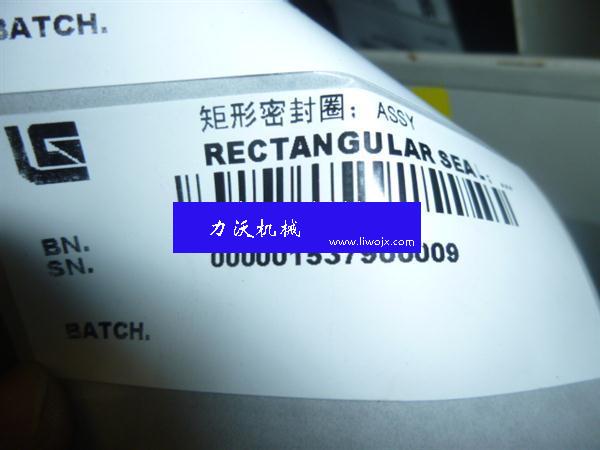 BATCH.
矩形密封圈；ASSY
RECTANGULAR SEAL; ...
力沃机械
www.liwojx.com
BN.
SN.
BATCH.